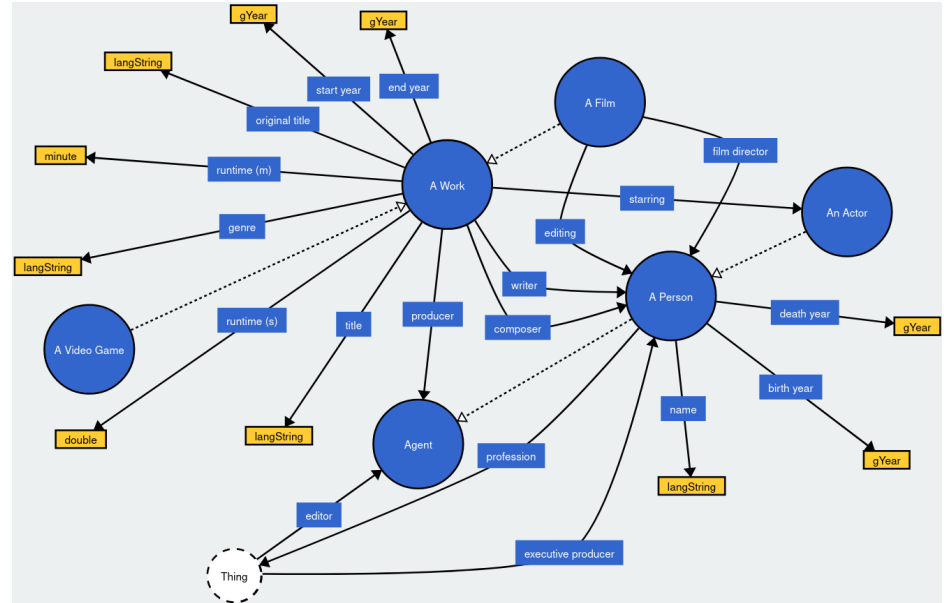 gYear
gYear
langString
start year
end year
A Film
original title
film director
minute
runtime (m)
A Work
starring
An Actor
genre
editing
langString
writer
A Person
runtime (s)
title
producer
composer
death year
gYear
A Video Game
birth year
name
double
langString
Agent
profession
gYear
langString
editor
executive producer
Thing